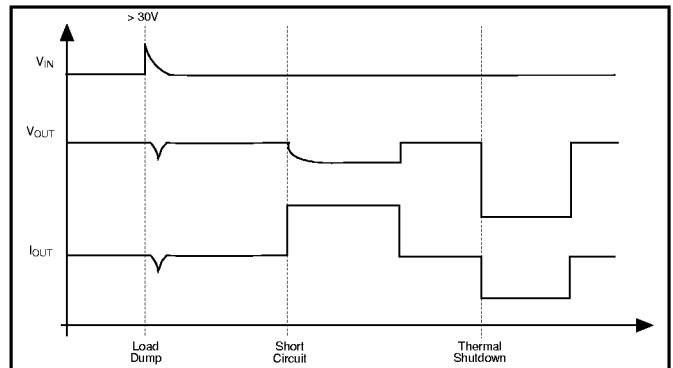 > 30V
VIN
VOUT
IOUT
Load
Dump
Short
Circuit
Thermal
Shutdown